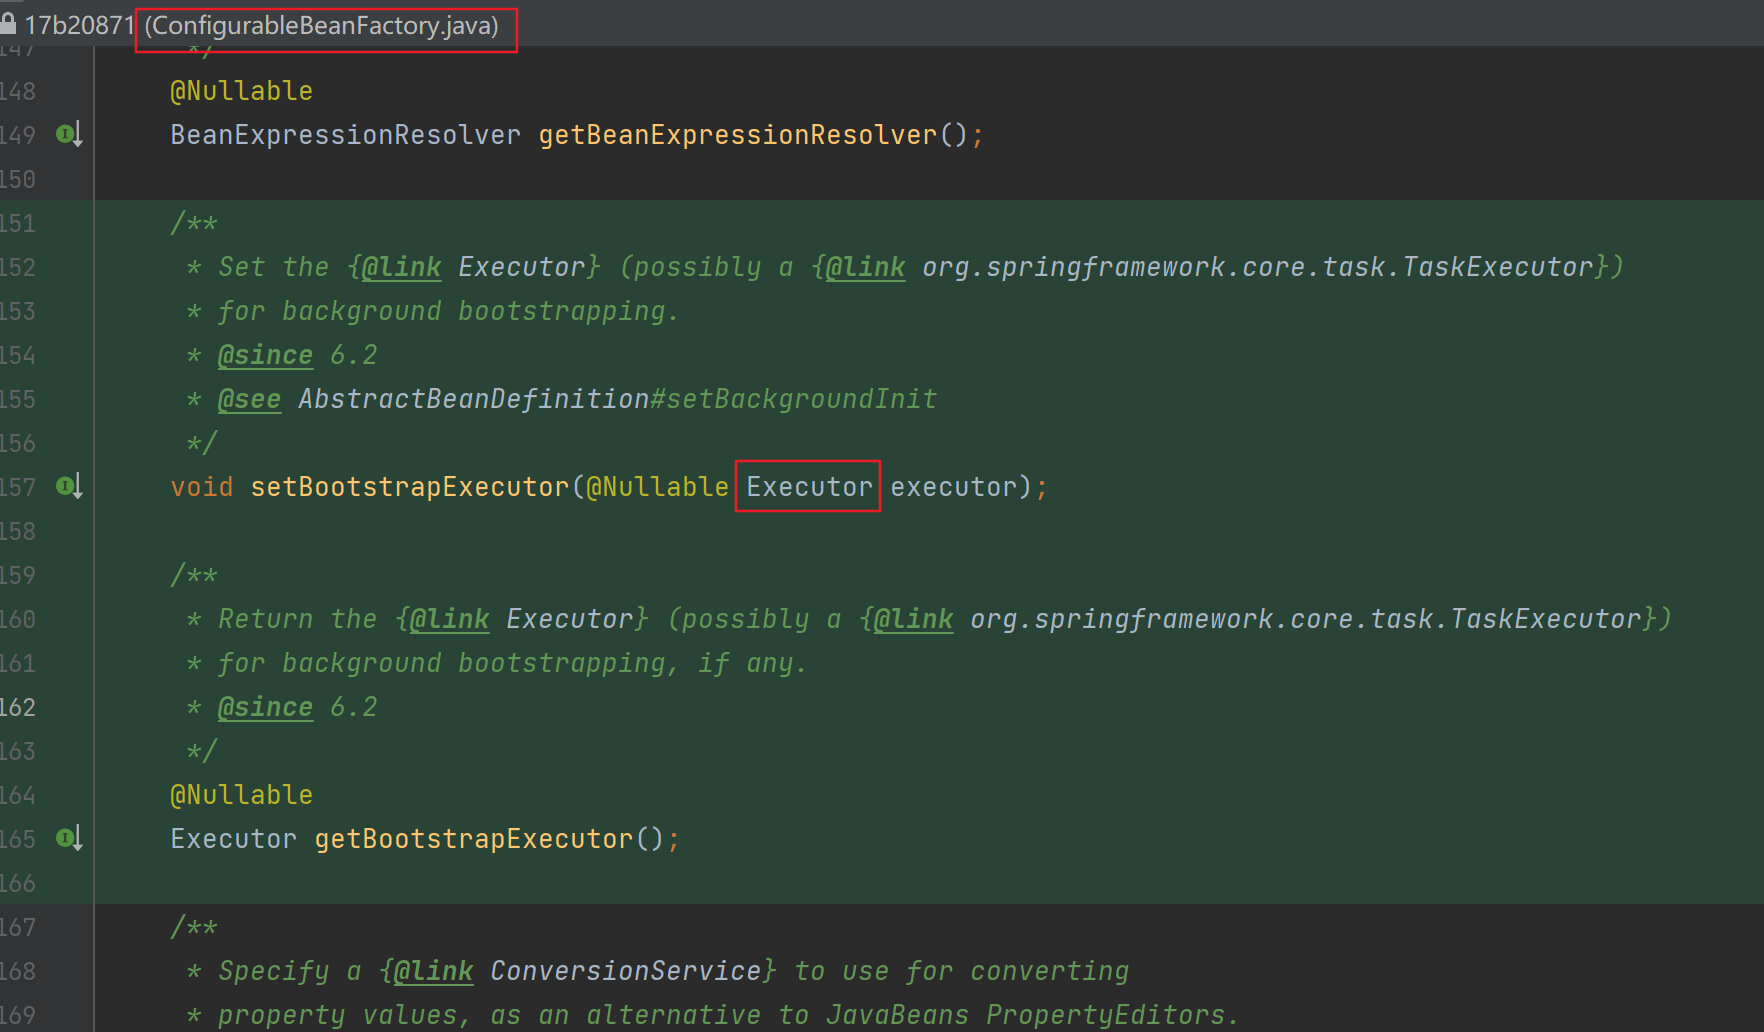 17b20871 (ConfigurableBeanFactory.java)
147 */
148 @Nullable
149 BeanExpressionResolver getBeanExpressionResolver();
150
151 /**
152 * Set the {@link Executor} (possibly a {@link org.springframework.core.task.TaskExecutor})
153 * for background bootstrapping.
154 * @since 6.2
155 * @see AbstractBeanDefinition#setBackgroundInit
156 */
157 void setBootstrapExecutor(@Nullable Executor executor);
158
159 /**
160 * Return the {@link Executor} (possibly a {@link org.springframework.core.task.TaskExecutor})
161 * for background bootstrapping, if any.
162 * @since 6.2
163 */
164 @Nullable
165 Executor getBootstrapExecutor();
166
167 /**
168 * Specify a {@link ConversionService} to use for converting
169 * property values, as an alternative to JavaBeans PropertyEditors.